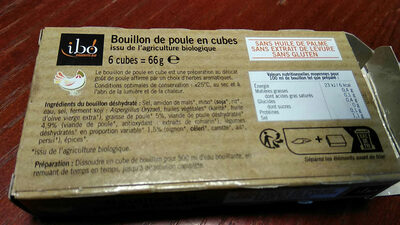 ibo
Bouillon de poule en cubes
issu de l'agriculture biologique
6 cubes = 66g ℮
SANS HUILE DE PALME
SANS EXTRAIT DE LEVURE
SANS GLUTEN
Le bouillon de poule en cube est une préparation au délicat
goût de poule affirmé par un choix d'herbes aromatiques.
Conditions optimales de conservation : ≤25°C, au sec et à
l'abri de la lumière et de la chaleur.
Valeurs nutritionnelles moyennes pour
100 ml de bouillon tel que préparé :
Energie
Matières grasses
dont acides gras saturés
Glucides
dont sucres
Protéines
Sel
Ingrédients du bouillon déshydraté : Sel, amidon de maïs*, miso* (soja*, riz*,
eau, sel, ferment koji : Aspergillus Oryzae), huiles végétales* (karité*, huile
d'olive vierge extra*), graisse de poule* 5%, viande de poule* déshydratée
4,9% (viande de poule*, antioxydant : extraits de romarin*), légumes*
déshydratés* en proportion variable* 1,5% (oignon*, céleri*, carotte*, ail*,
persil*), épices*.
*Issu de l'agriculture biologique.
Préparation : Dissoudre un cube de bouillon pour 500 ml d'eau bouillante, en
remuant de temps en temps, jusqu'à
Séparez les éléments avant de trier